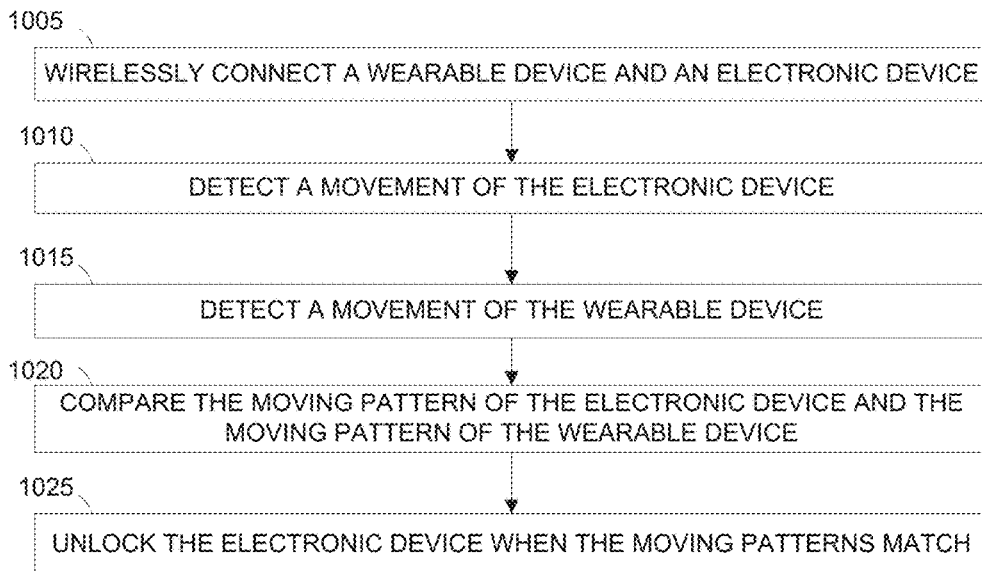 1005
WIRELESSLY CONNECT A WEARABLE DEVICE AND AN ELECTRONIC DEVICE
1010
DETECT A MOVEMENT OF THE ELECTRONIC DEVICE
1015
DETECT A MOVEMENT OF THE WEARABLE DEVICE
1020
COMPARE THE MOVING PATTERN OF THE ELECTRONIC DEVICE AND THE
MOVING PATTERN OF THE WEARABLE DEVICE
1025
UNLOCK THE ELECTRONIC DEVICE WHEN THE MOVING PATTERNS MATCH